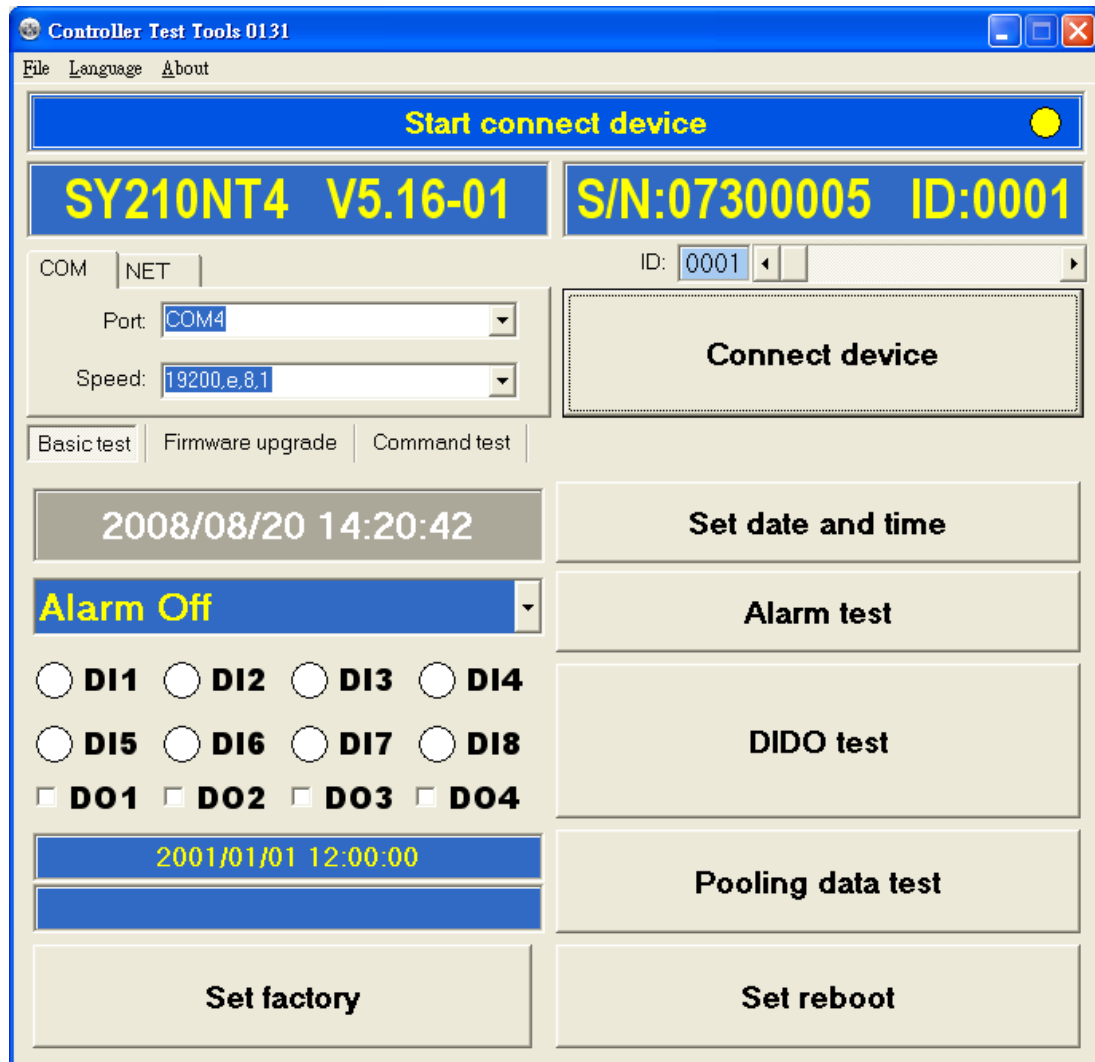 Controller Test Tools 0131
File Language About
Start connect device
SY210NT4 V5.16-01
S/N:07300005 ID:0001
COM NET
ID: 0001
Port: COM4
Connect device
Speed: 19200,e,8,1
Basic test Firmware upgrade Command test
2008/08/20 14:20:42
Set date and time
Alarm Off
Alarm test
DI1 DI2 DI3 DI4
DI5 DI6 DI7 DI8
DIDO test
DO1 DO2 DO3 DO4
2001/01/01 12:00:00
Pooling data test
Set factory
Set reboot